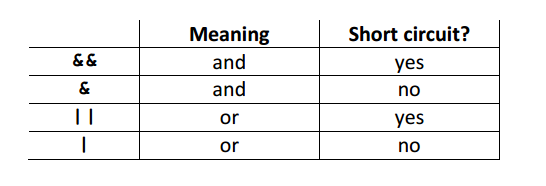 Meaning Short circuit?
&& and yes
& and no
|| or yes
| or no